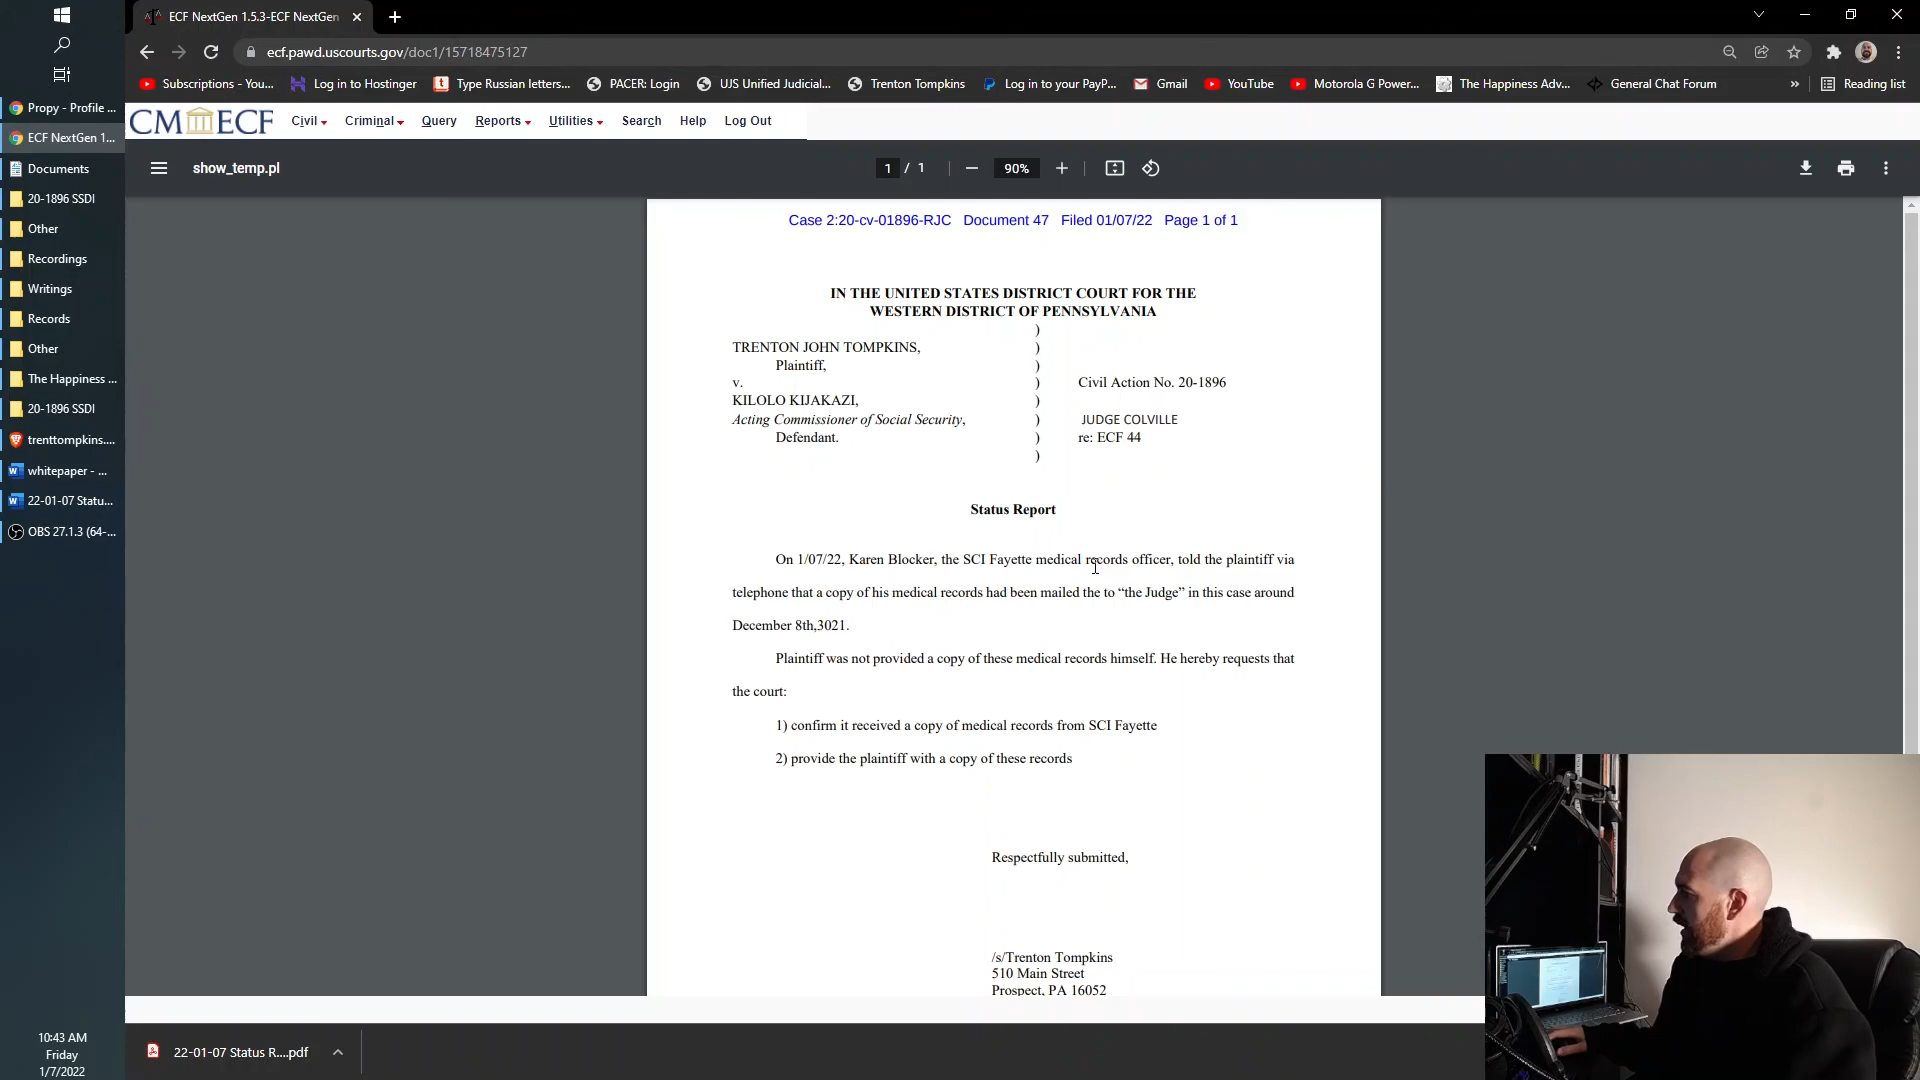 ECF NextGen 1.5.3-ECF NextGen
ecf.pawd.uscourts.gov/doc1/15718475127
Subscriptions - You... Log in to Hostinger Type Russian letters... PACER: Login UJS Unified Judicial... Trenton Tompkins Log in to your PayP... Gmail YouTube Motorola G Power... The Happiness Adv... General Chat Forum » Reading list
CM ECF Civil Criminal Query Reports Utilities Search Help Log Out
show_temp.pl 1 / 1 90%
Propy - Profile ...
ECF NextGen 1...
Documents
20-1896 SSDI
Other
Recordings
Writings
Records
Other
The Happiness ...
20-1896 SSDI
trenttompkins....
whitepaper - ...
22-01-07 Statu...
OBS 27.1.3 (64-...
10:43 AM
Friday
1/7/2022
Case 2:20-cv-01896-RJC Document 47 Filed 01/07/22 Page 1 of 1
IN THE UNITED STATES DISTRICT COURT FOR THE
WESTERN DISTRICT OF PENNSYLVANIA
)
TRENTON JOHN TOMPKINS, )
Plaintiff, )
v. ) Civil Action No. 20-1896
KILOLO KIJAKAZI, )
Acting Commissioner of Social Security, ) JUDGE COLVILLE
Defendant. ) re: ECF 44
)
Status Report
On 1/07/22, Karen Blocker, the SCI Fayette medical records officer, told the plaintiff via
telephone that a copy of his medical records had been mailed the to “the Judge” in this case around
December 8th,3021.
Plaintiff was not provided a copy of these medical records himself. He hereby requests that
the court:
1) confirm it received a copy of medical records from SCI Fayette
2) provide the plaintiff with a copy of these records
Respectfully submitted,
/s/Trenton Tompkins
510 Main Street
Prospect, PA 16052
22-01-07 Status R....pdf